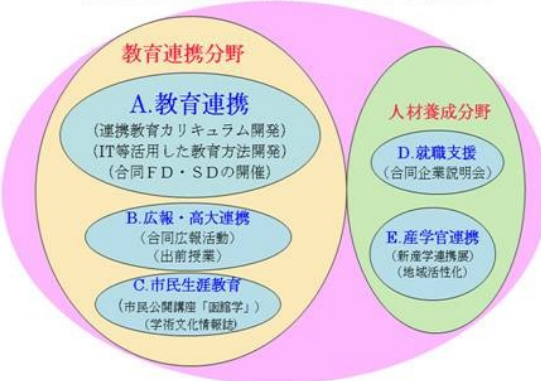 教育連携分野
A.教育連携
(連携教育カリキュラム開発)
(IT等活用した教育方法開発)
(合同FD・SDの開催)
B.広報・高大連携
(合同広報活動)
(出前授業)
C.市民生涯教育
(市民公開講座「函館学」)
(学術文化情報誌)
人材養成分野
D.就職支援
(合同企業説明会)
E.産学官連携
(新産学連携展)
(地域活性化)